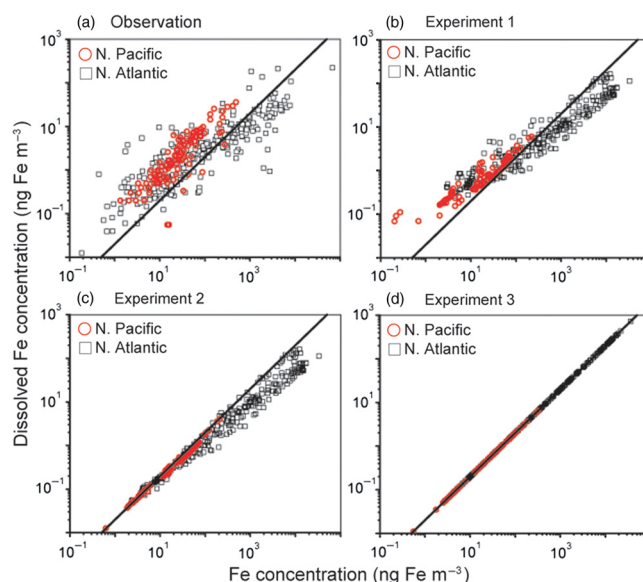 (a) Observation
(b) Experiment 1
Dissolved Fe concentration (ng Fe m⁻³)
10³
10¹
10⁻¹
N. Pacific
N. Atlantic
10⁻¹ 10¹ 10³
10³
10¹
10⁻¹
N. Pacific
N. Atlantic
10⁻¹ 10¹ 10³
(c) Experiment 2
(d) Experiment 3
10³
10¹
10⁻¹
N. Pacific
N. Atlantic
10⁻¹ 10¹ 10³
10³
10¹
10⁻¹
N. Pacific
N. Atlantic
10⁻¹ 10¹ 10³
Fe concentration (ng Fe m⁻³)